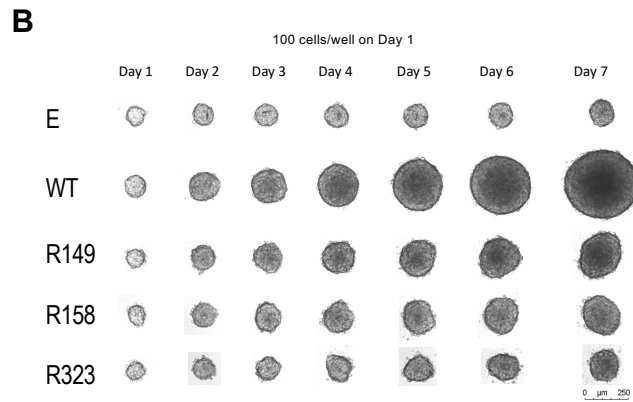 B
100 cells/well on Day 1
Day 1 Day 2 Day 3 Day 4 Day 5 Day 6 Day 7
E
WT
R149
R158
R323
0 µm 250